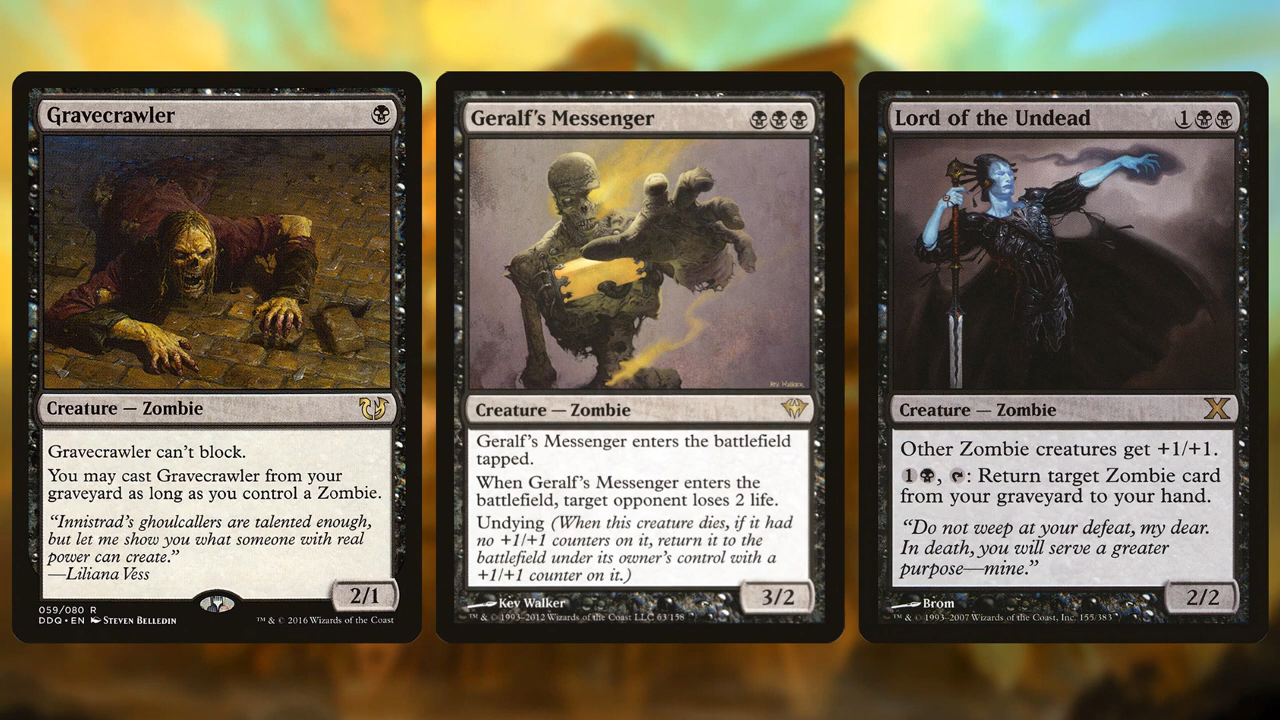 Gravecrawler
Creature — Zombie
Gravecrawler can't block.
You may cast Gravecrawler from your
graveyard as long as you control a Zombie.
“Innistrad's ghoulcallers are talented enough,
but let me show you what someone with real
power can create.”
—Liliana Vess
2/1
059/080 R
DDQ • EN Steven Belledin
™ & © 2016 Wizards of the Coast
Geralf's Messenger
Kev Walker
Creature — Zombie
Geralf's Messenger enters the battlefield
tapped.
When Geralf's Messenger enters the
battlefield, target opponent loses 2 life.
Undying (When this creature dies, if it had
no +1/+1 counters on it, return it to the
battlefield under its owner's control with a
+1/+1 counter on it.)
3/2
Kev Walker
™ & © 1993–2012 Wizards of the Coast LLC 63/158
Lord of the Undead 1
Creature — Zombie X
Other Zombie creatures get +1/+1.
1, : Return target Zombie card
from your graveyard to your hand.
“Do not weep at your defeat, my dear.
In death, you will serve a greater
purpose—mine.”
2/2
Brom
™ & © 1993–2007 Wizards of the Coast, Inc. 155/383